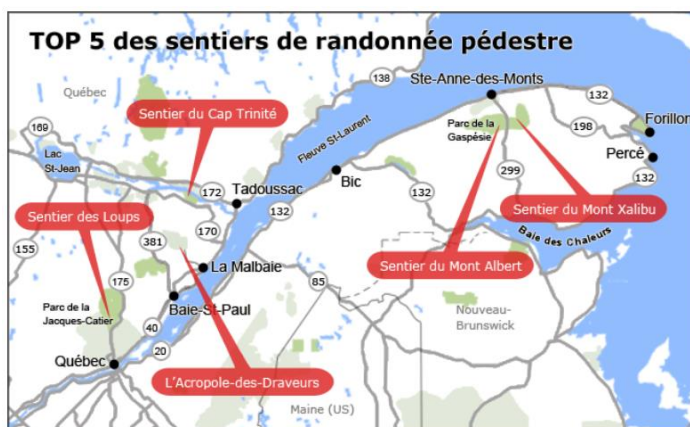 TOP 5 des sentiers de randonnée pédestre
138
Québec
Ste-Anne-des-Monts
132
Sentier du Cap Trinité
Fleuve St-Laurent
Parc de la
Gaspésie
198
Forillon
169
Lac
St-Jean
Percé
Bic
299
132
172
Tadoussac
132
132
Sentier du Mont Xalibu
Sentier des Loups
170
381
Baie des Chaleurs
155
La Malbaie
Sentier du Mont Albert
175
85
Parc de la
Jacques-Catier
Baie-St-Paul
Nouveau-
Brunswick
40
20
Québec
L'Acropole-des-Draveurs
Maine (US)